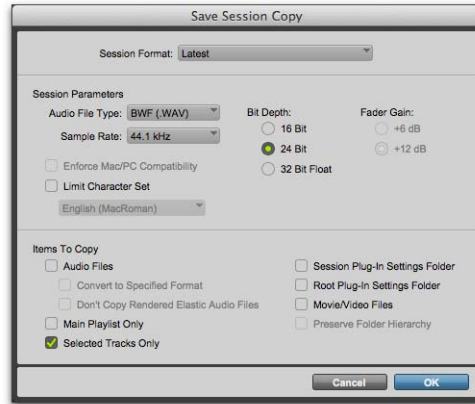 Save Session Copy
Session Format: Latest
Session Parameters
Audio File Type: BWF (.WAV)
Sample Rate: 44.1 kHz
Enforce Mac/PC Compatibility
Limit Character Set
English (MacRoman)
Bit Depth:
16 Bit
24 Bit
32 Bit Float
Fader Gain:
+6 dB
+12 dB
Items To Copy
Audio Files
Convert to Specified Format
Don't Copy Rendered Elastic Audio Files
Main Playlist Only
Selected Tracks Only
Session Plug-In Settings Folder
Root Plug-In Settings Folder
Movie/Video Files
Preserve Folder Hierarchy
Cancel
OK